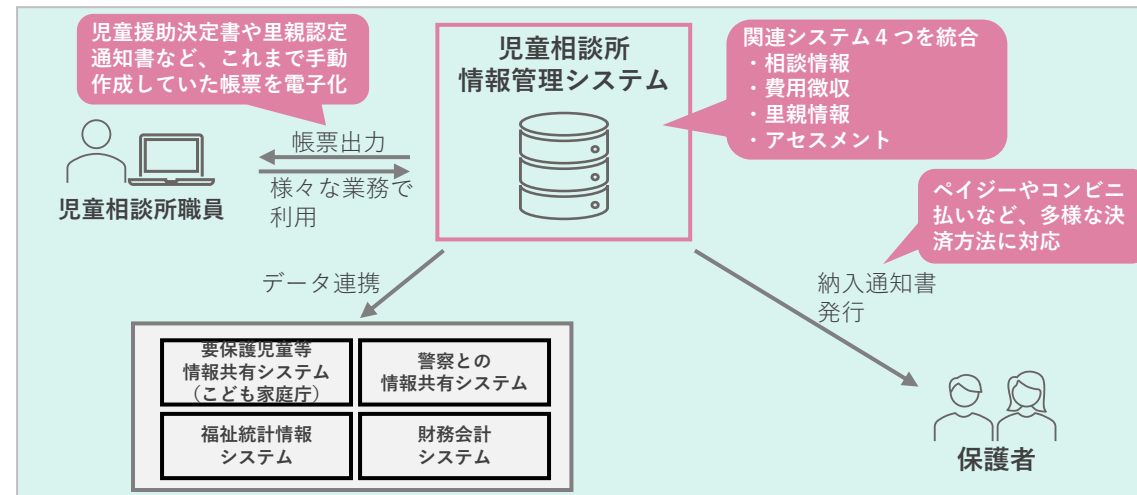 児童援助決定書や里親認定
通知書など、これまで手動
作成していた帳票を電子化
児童相談所
情報管理システム
関連システム４つを統合
・相談情報
・費用徴収
・里親情報
・アセスメント
帳票出力
様々な業務で
利用
児童相談所職員
ペイジーやコンビニ
払いなど、多様な決
済方法に対応
データ連携
納入通知書
発行
要保護児童等
情報共有システム
（こども家庭庁）
警察との
情報共有システム
福祉統計情報
システム
財務会計
システム
保護者